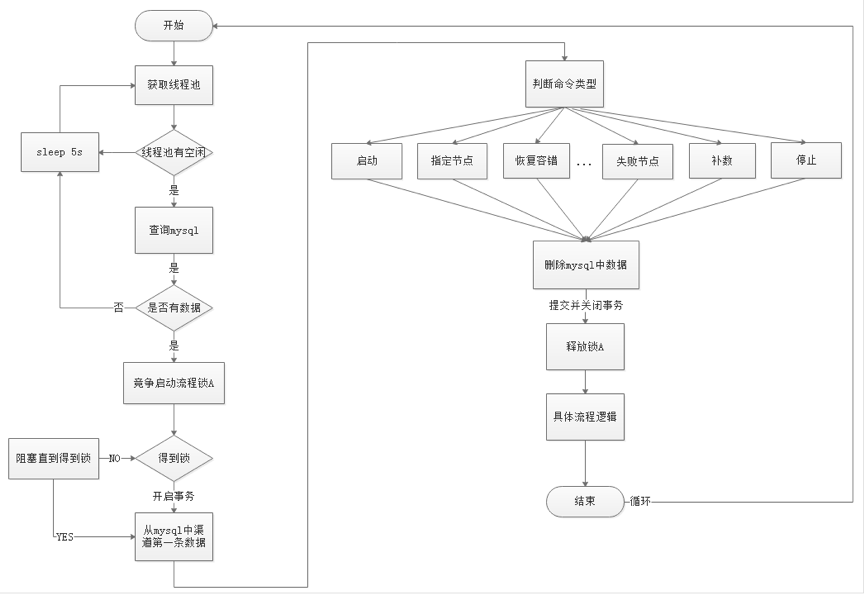 开始
获取线程池
线程池有空闲
sleep 5s
是
查询mysql
是
是否有数据
否
是
竞争启动流程锁A
得到锁
阻塞直到得到锁
NO
开启事务
YES
从mysql中渠
道第一条数据
判断命令类型
启动
指定节点
恢复容错
...
失败节点
补数
停止
删除mysql中数据
提交并关闭事务
释放锁A
具体流程逻辑
结束
循环